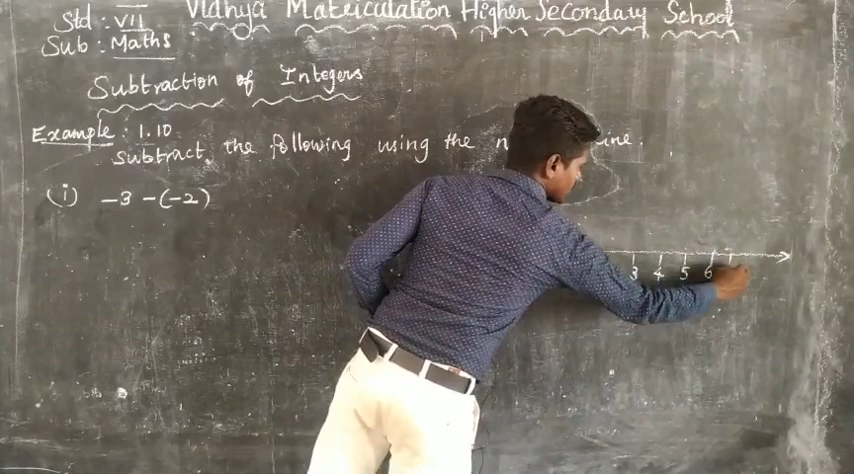 Vidhya Matriculation Higher Secondary School
Std : VII
Sub : Maths
Subtraction of Integers
Example : 1.10
Subtract the following using the
(i) -3 -(-2)
3 4 5 6